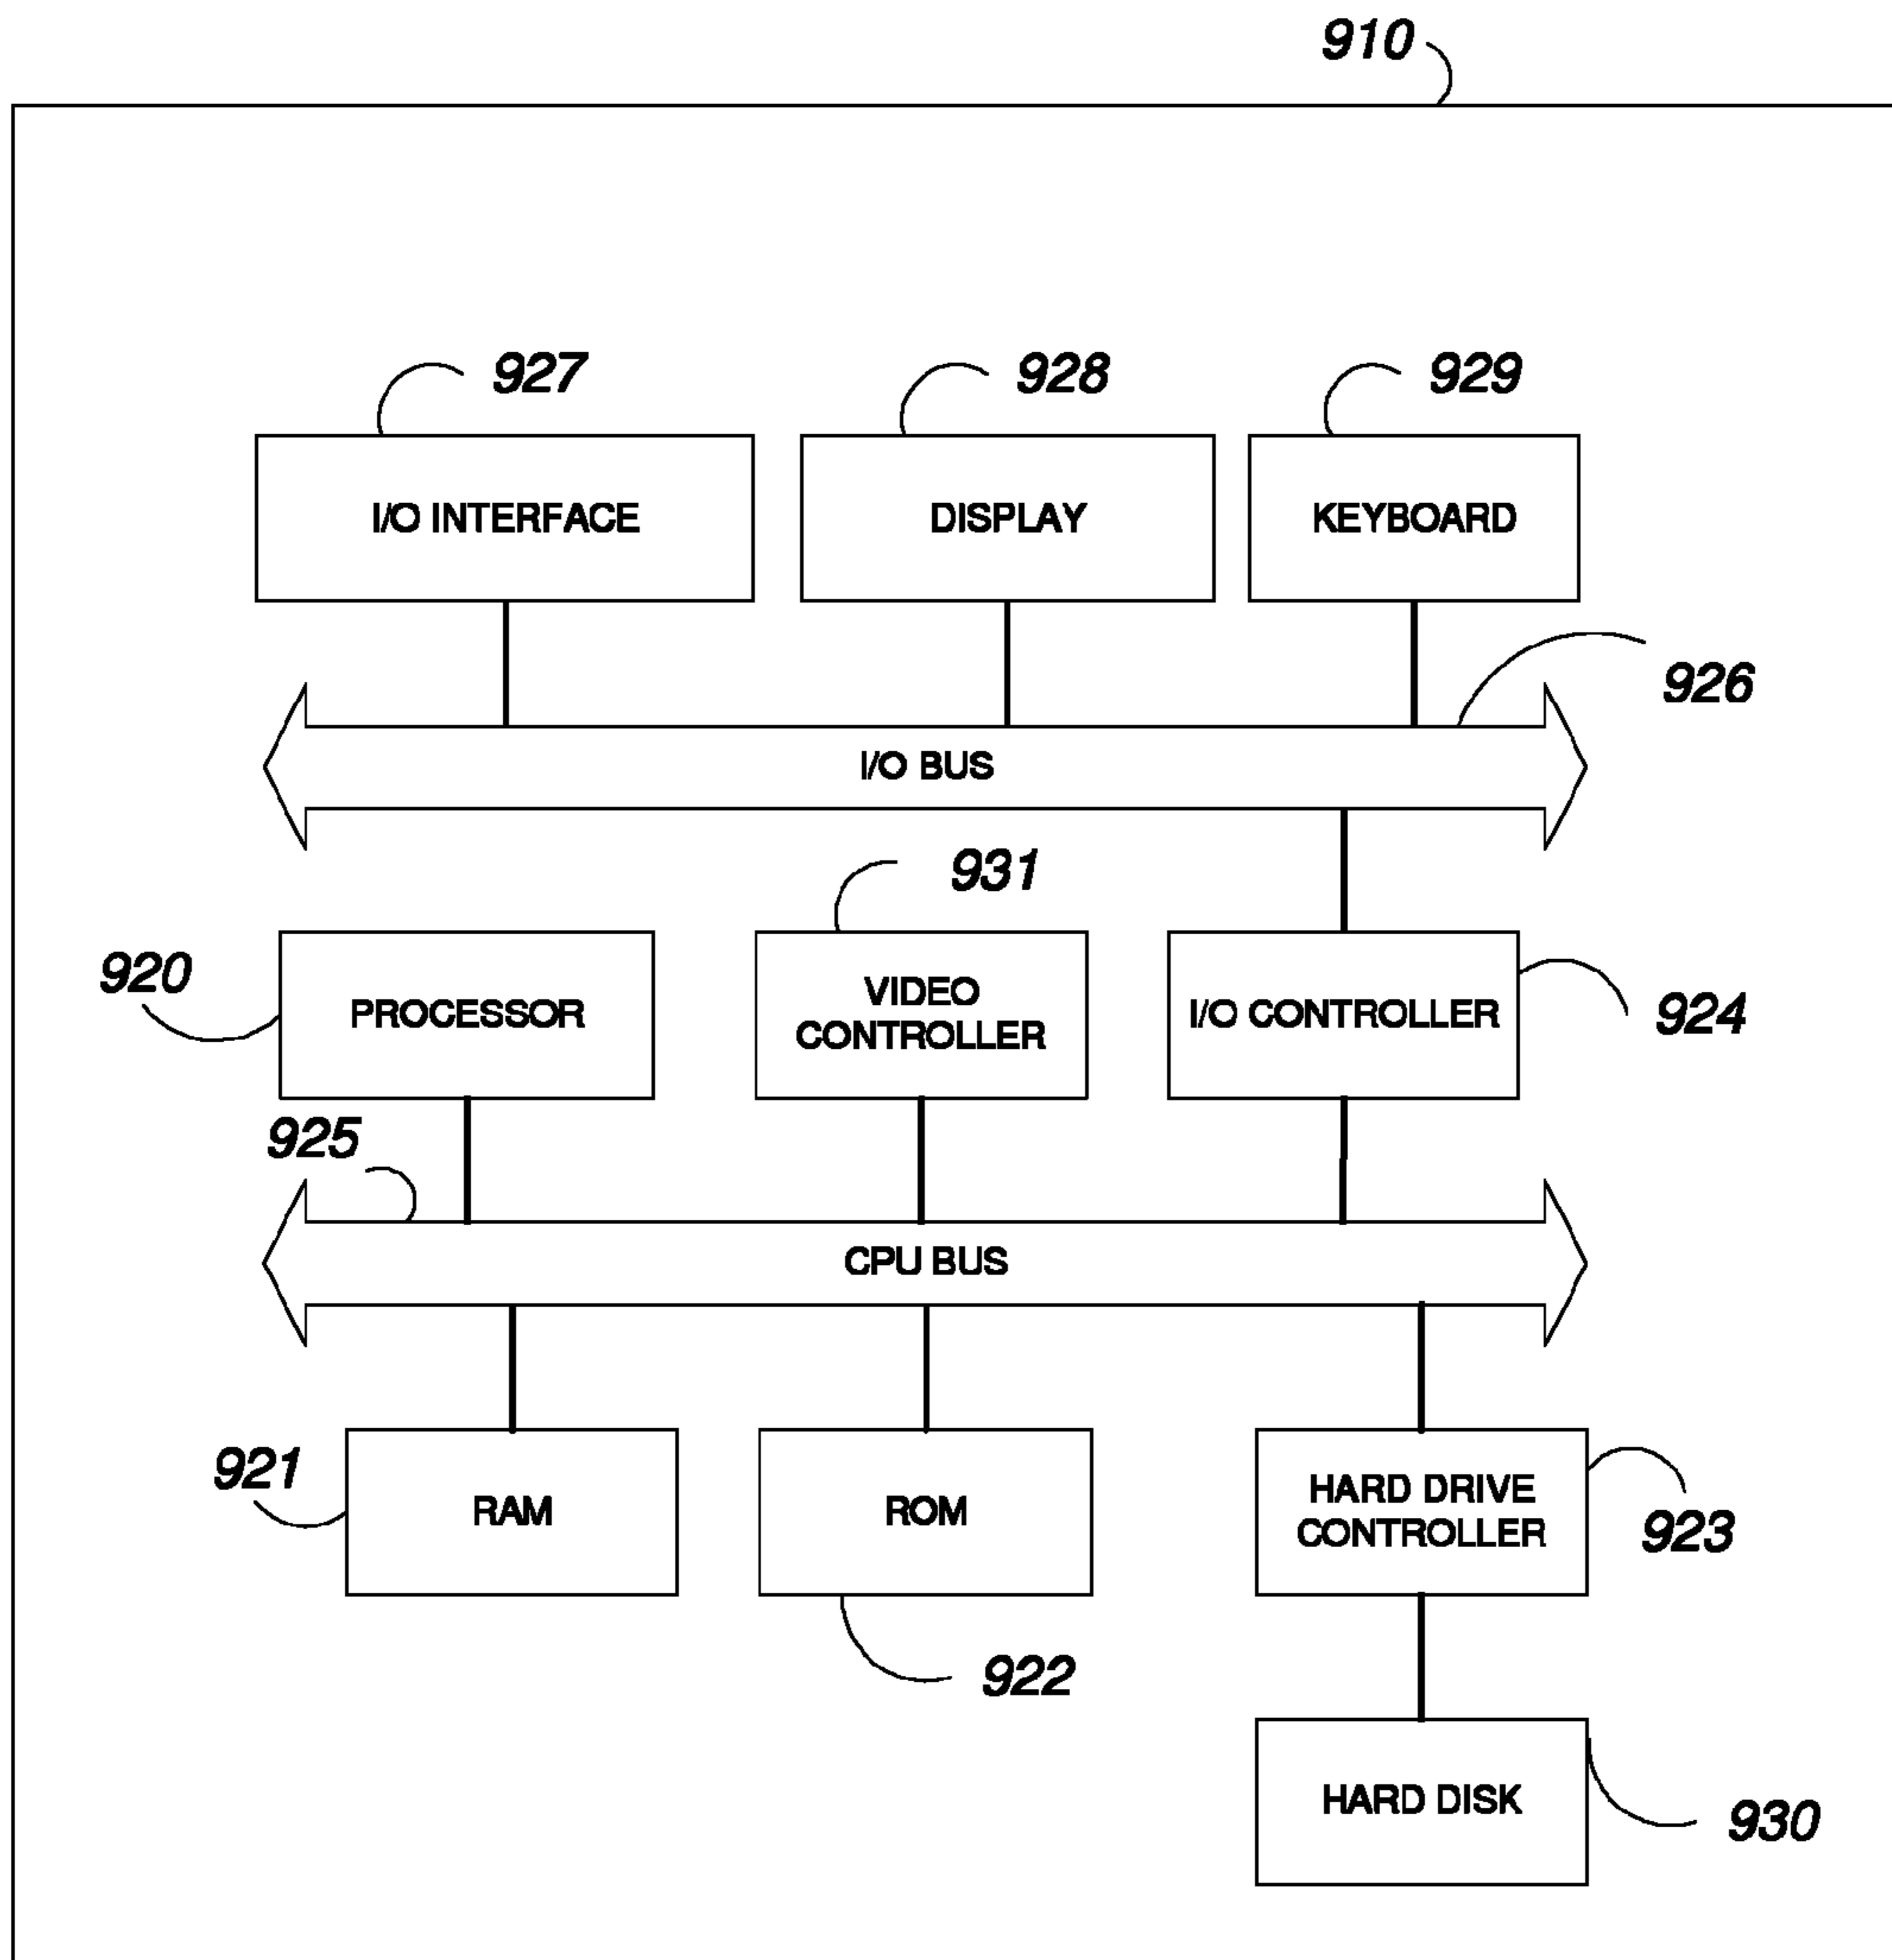 910
927
928
929
I/O INTERFACE
DISPLAY
KEYBOARD
926
I/O BUS
931
920
PROCESSOR
VIDEO
CONTROLLER
I/O CONTROLLER
924
925
CPU BUS
921
RAM
ROM
HARD DRIVE
CONTROLLER
923
922
HARD DISK
930